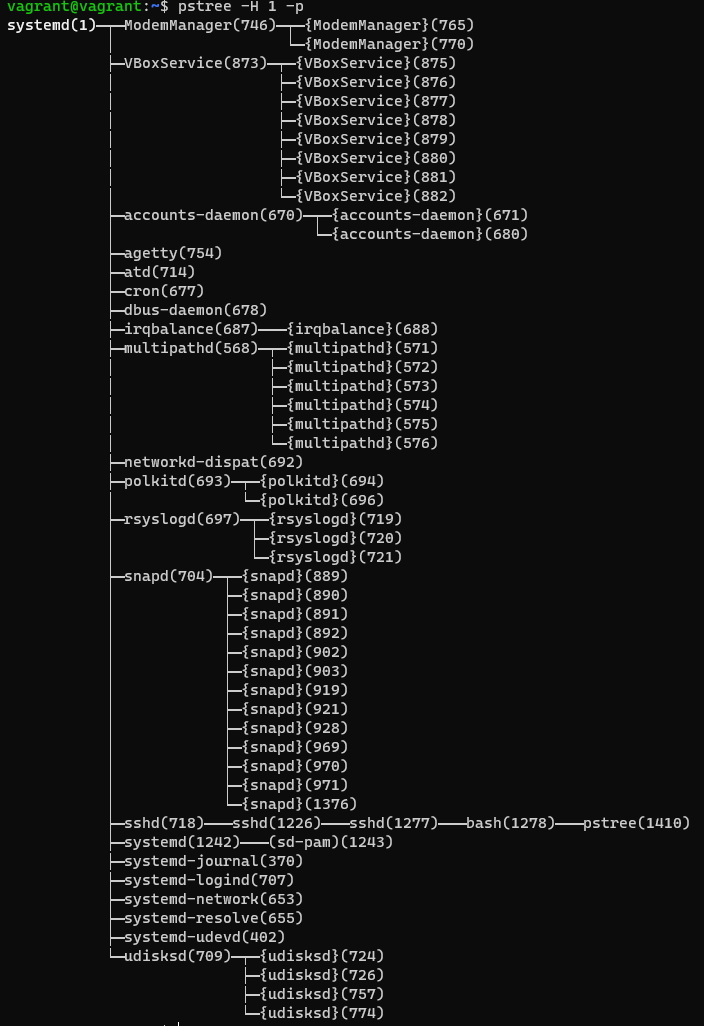 vagrant@vagrant:~$ pstree -H 1 -p
systemd(1)─┬─ModemManager(746)─┬─{ModemManager}(765)
           │                   └─{ModemManager}(770)
           ├─VBoxService(873)─┬─{VBoxService}(875)
           │                  ├─{VBoxService}(876)
           │                  ├─{VBoxService}(877)
           │                  ├─{VBoxService}(878)
           │                  ├─{VBoxService}(879)
           │                  ├─{VBoxService}(880)
           │                  ├─{VBoxService}(881)
           │                  └─{VBoxService}(882)
           ├─accounts-daemon(670)─┬─{accounts-daemon}(671)
           │                      └─{accounts-daemon}(680)
           ├─agetty(754)
           ├─atd(714)
           ├─cron(677)
           ├─dbus-daemon(678)
           ├─irqbalance(687)───{irqbalance}(688)
           ├─multipathd(568)─┬─{multipathd}(571)
           │                 ├─{multipathd}(572)
           │                 ├─{multipathd}(573)
           │                 ├─{multipathd}(574)
           │                 ├─{multipathd}(575)
           │                 └─{multipathd}(576)
           ├─networkd-dispat(692)
           ├─polkitd(693)─┬─{polkitd}(694)
           │              └─{polkitd}(696)
           ├─rsyslogd(697)─┬─{rsyslogd}(719)
           │               ├─{rsyslogd}(720)
           │               └─{rsyslogd}(721)
           ├─snapd(704)─┬─{snapd}(889)
           │            ├─{snapd}(890)
           │            ├─{snapd}(891)
           │            ├─{snapd}(892)
           │            ├─{snapd}(902)
           │            ├─{snapd}(903)
           │            ├─{snapd}(919)
           │            ├─{snapd}(921)
           │            ├─{snapd}(928)
           │            ├─{snapd}(969)
           │            ├─{snapd}(970)
           │            ├─{snapd}(971)
           │            └─{snapd}(1376)
           ├─sshd(718)───sshd(1226)───sshd(1277)───bash(1278)───pstree(1410)
           ├─systemd(1242)───(sd-pam)(1243)
           ├─systemd-journal(370)
           ├─systemd-logind(707)
           ├─systemd-network(653)
           ├─systemd-resolve(655)
           ├─systemd-udevd(402)
           └─udisksd(709)─┬─{udisksd}(724)
                          ├─{udisksd}(726)
                          ├─{udisksd}(757)
                          └─{udisksd}(774)